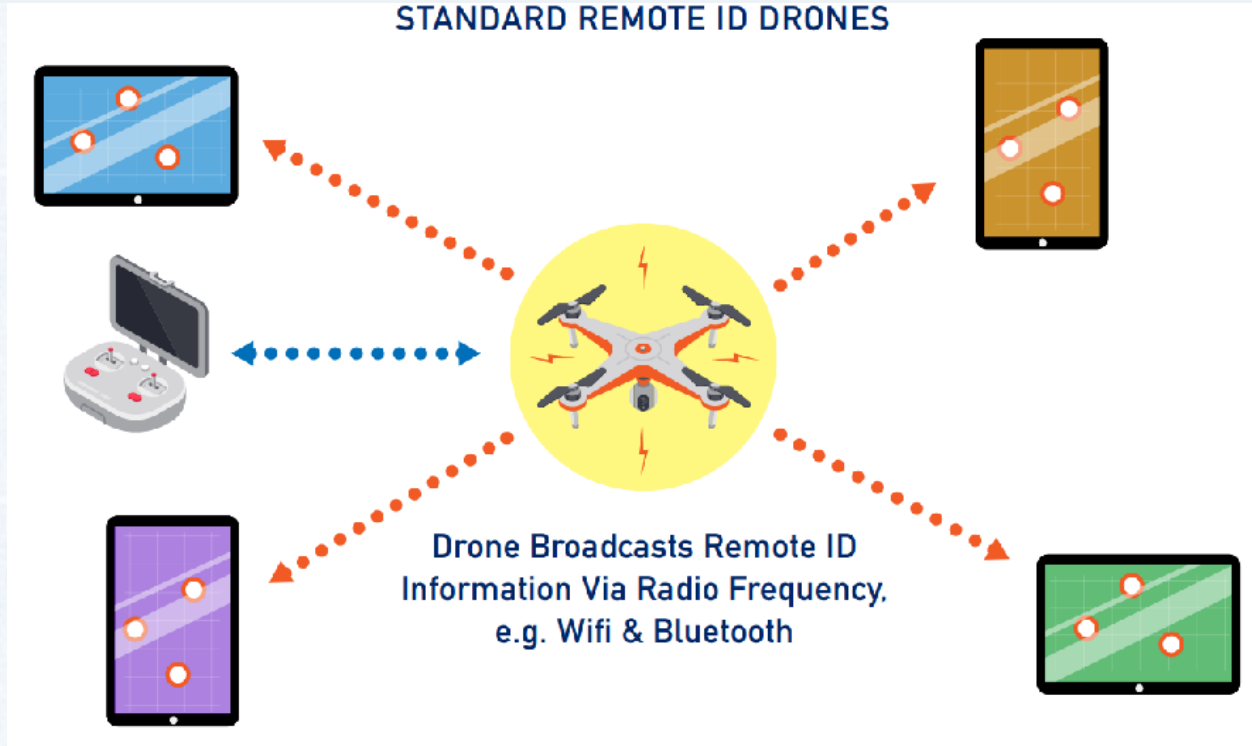 STANDARD REMOTE ID DRONES
Drone Broadcasts Remote ID
Information Via Radio Frequency,
e.g. Wifi & Bluetooth